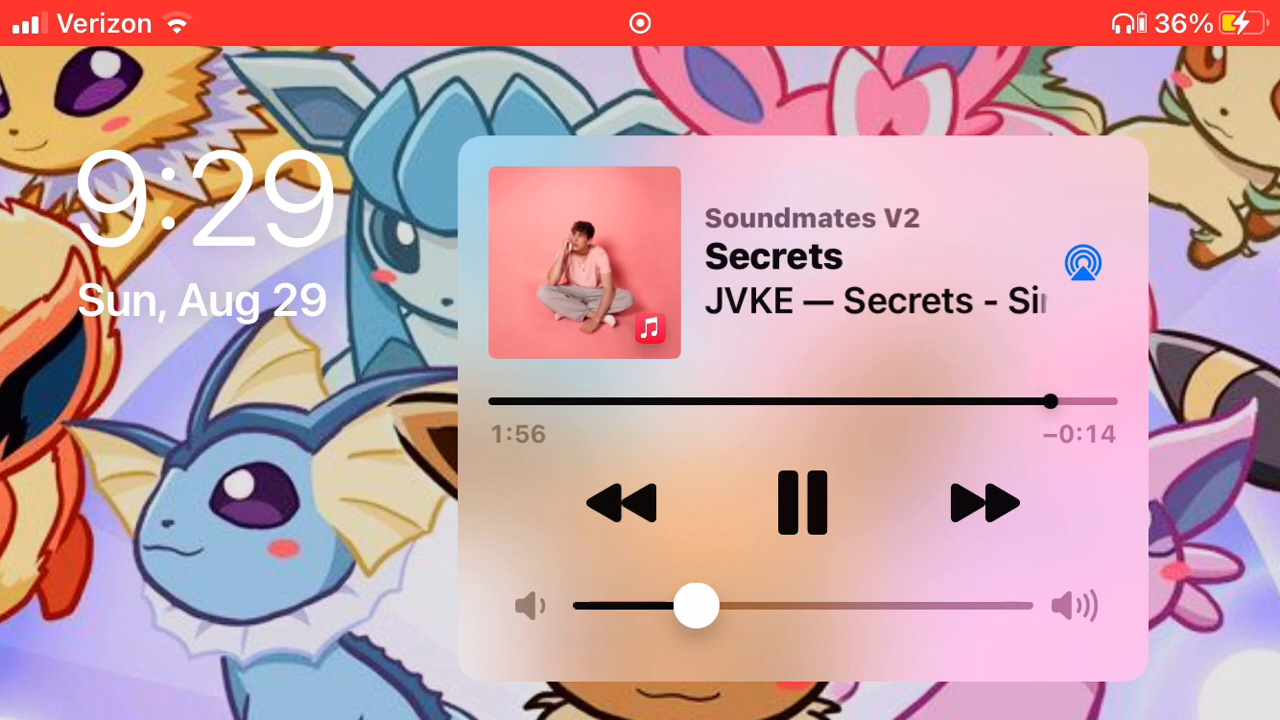 Verizon
36%
9:29
Sun, Aug 29
Soundmates V2
Secrets
JVKE — Secrets - Si
1:56
−0:14